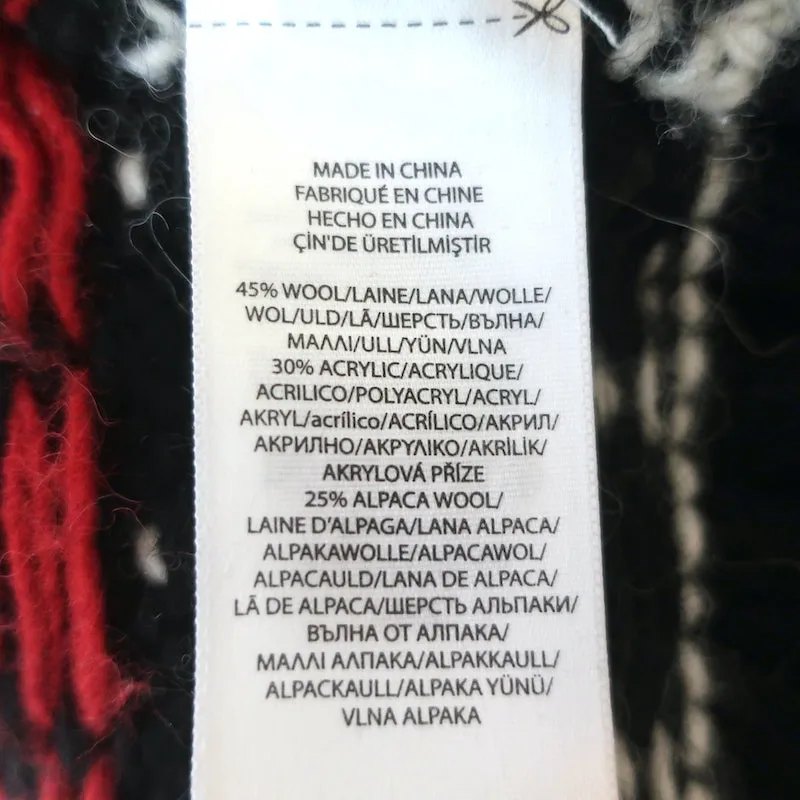 MADE IN CHINA
FABRIQUÉ EN CHINE
HECHO EN CHINA
ÇİN'DE ÜRETİLMİŞTİR
45% WOOL/LAINE/LANA/WOLLE/
WOL/ULD/LÃ/ШЕРСТЬ/ВЪЛНА/
ΜΑΛΛΙ/ULL/YÜN/VLNA
30% ACRYLIC/ACRYLIQUE/
ACRILICO/POLYACRYL/ACRYL/
AKRYL/acrílico/ACRÍLICO/АКРИЛ/
АКРИЛНО/ΑΚΡΥΛΙΚΟ/AKRİLİK/
AKRYLOVÁ PŘÍZE
25% ALPACA WOOL/
LAINE D'ALPAGA/LANA ALPACA/
ALPAKAWOLLE/ALPACAWOL/
ALPACAULD/LANA DE ALPACA/
LÃ DE ALPACA/ШЕРСТЬ АЛЬПАКИ/
ВЪЛНА ОТ АЛПАКА/
ΜΑΛΛΙ ΑΛΠΑΚΑ/ALPAKKAULL/
ALPACKAULL/ALPAKA YÜNÜ/
VLNA ALPAKA